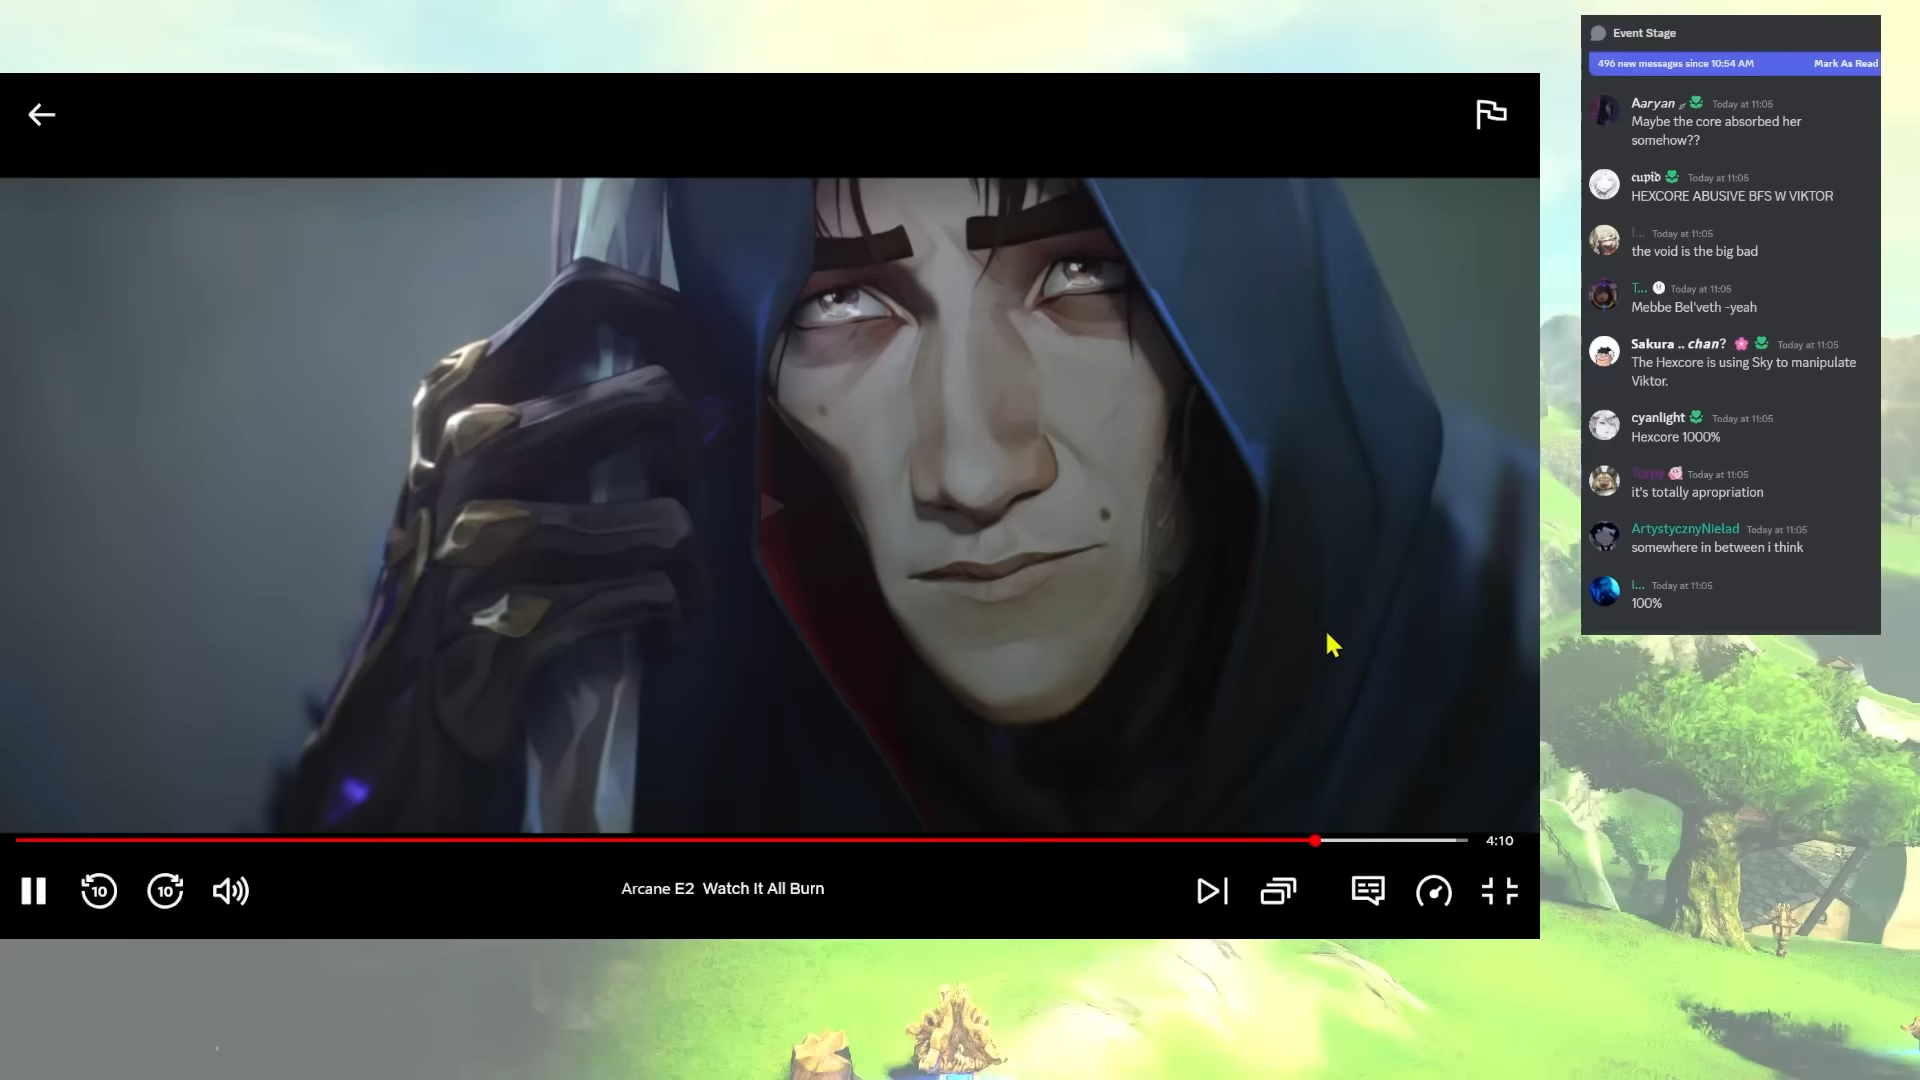 Event Stage
496 new messages since 10:54 AM Mark As Read
Aaryan Today at 11:05
Maybe the core absorbed her
somehow??
cupid Today at 11:05
HEXCORE ABUSIVE BFS W VIKTOR
I... Today at 11:05
the void is the big bad
T... Today at 11:05
Mebbe Bel'veth -yeah
Sakura .. chan? Today at 11:05
The Hexcore is using Sky to manipulate
Viktor.
cyanlight Today at 11:05
Hexcore 1000%
Today at 11:05
it's totally apropriation
ArtystycznyNieład Today at 11:05
somewhere in between i think
I... Today at 11:05
100%
4:10
10 10 Arcane E2 Watch It All Burn